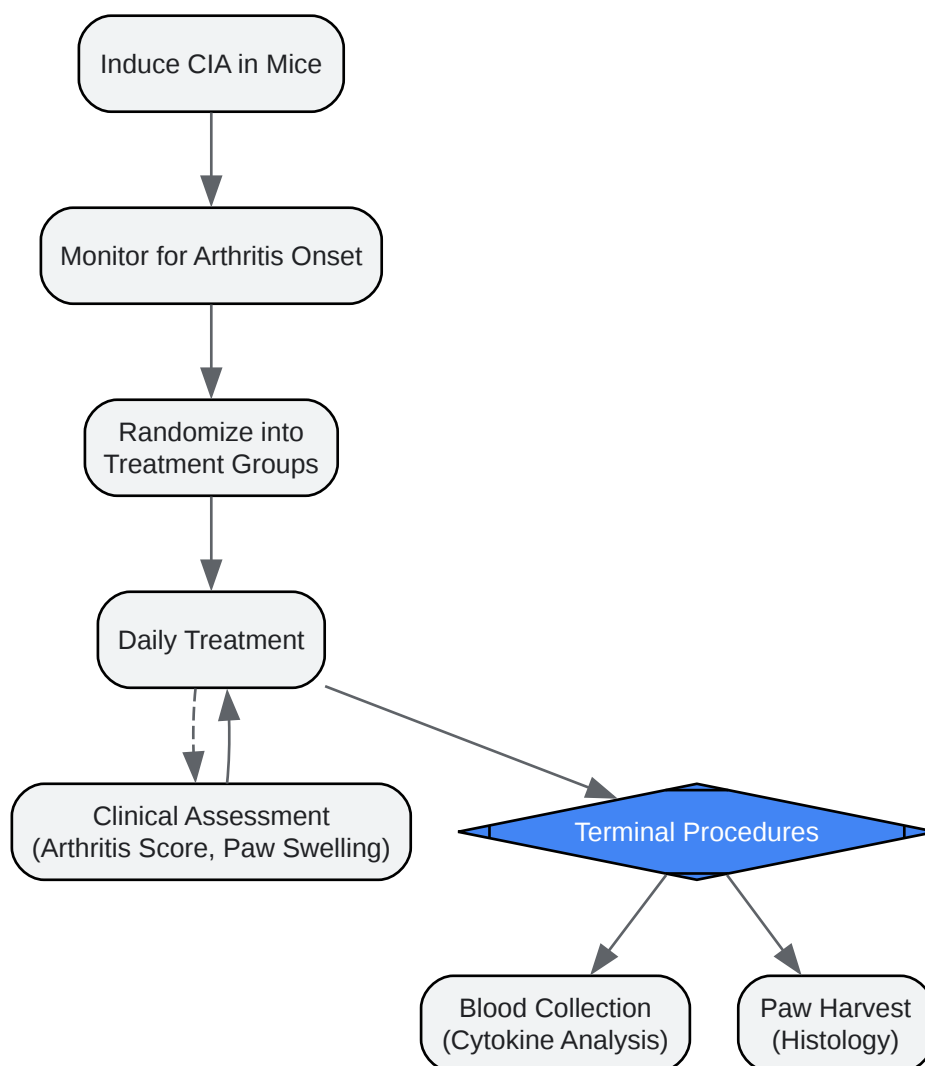 Induce CIA in Mice
Monitor for Arthritis Onset
Randomize into
Treatment Groups
Daily Treatment
Clinical Assessment
(Arthritis Score, Paw Swelling)
Terminal Procedures
Blood Collection
(Cytokine Analysis)
Paw Harvest
(Histology)